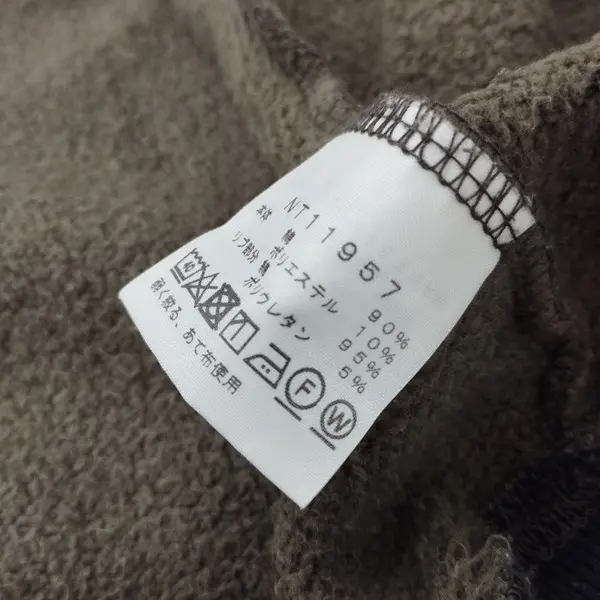 NT11957
本体 綿 90%
ポリエステル 10%
リブ部分 綿 95%
ポリウレタン 5%
40 F W
弱く絞る、あて布使用